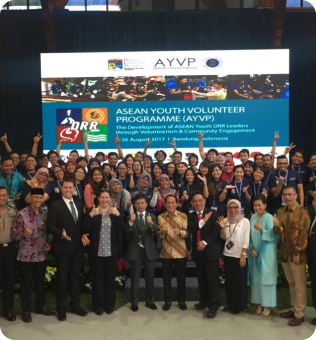 AYVP
DRR
ASEAN YOUTH VOLUNTEER
PROGRAMME (AYVP)
The Development of ASEAN Youth DRR Leaders
through Volunteerism & Community Engagement
26 August 2017 | Bandung, Indonesia